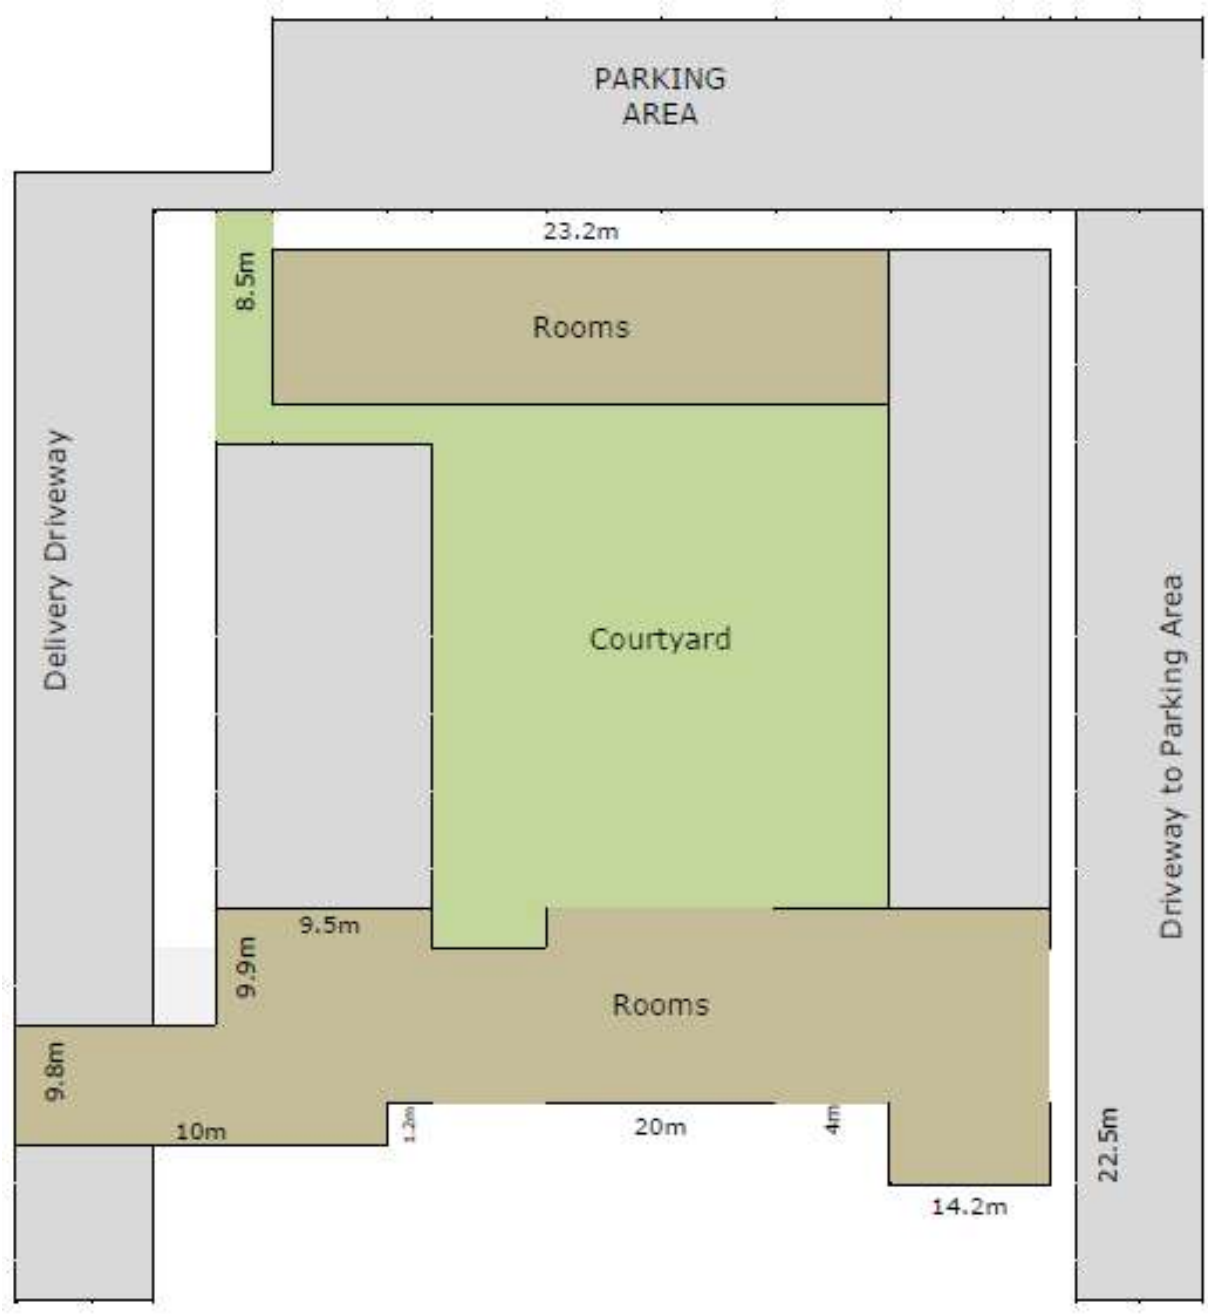 PARKING
AREA
23.2m
8.5m
Rooms
Delivery Driveway
Courtyard
Driveway to Parking Area
9.5m
9.9m
Rooms
9.8m
10m
1.2m
20m
4m
22.5m
14.2m